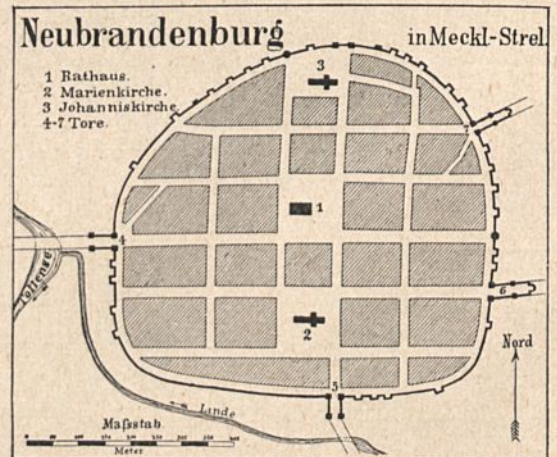 Neubrandenburg in Meckl-Strel.
1 Rathaus.
2 Marienkirche.
3 Johanniskirche
4-7 Tore.
3
7
1
4
Tollense
6
2
Nord
5
Linde
Maßstab
Meter